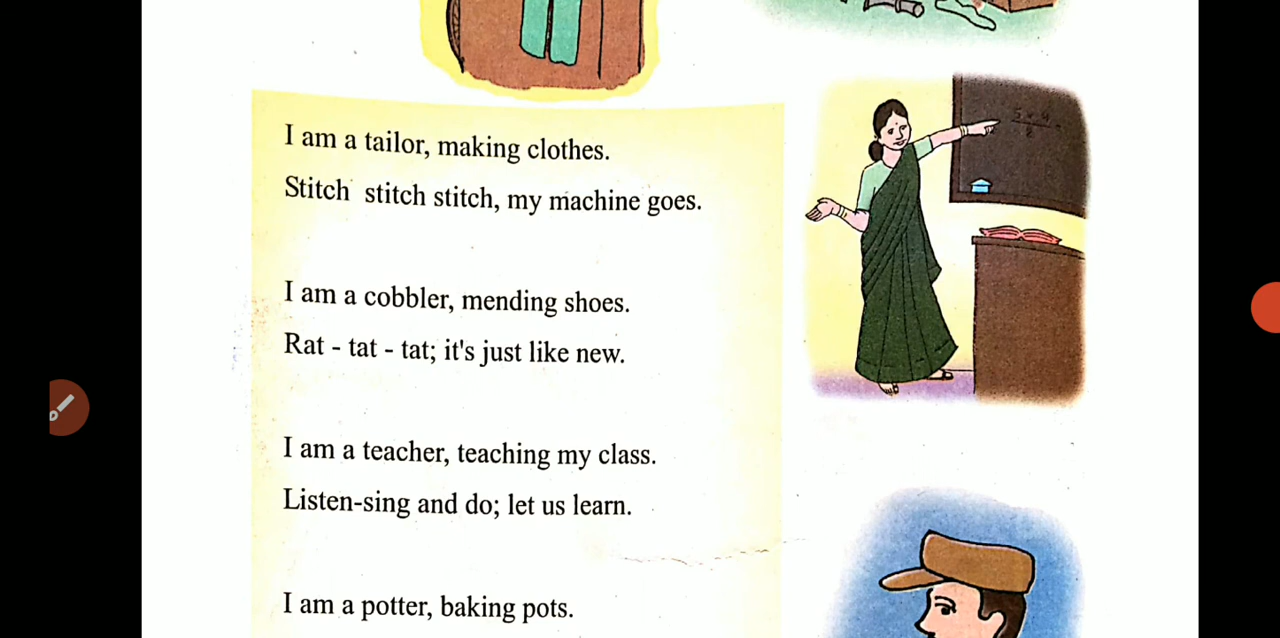 I am a tailor, making clothes.
Stitch stitch stitch, my machine goes.
I am a cobbler, mending shoes.
Rat - tat - tat; it's just like new.
I am a teacher, teaching my class.
Listen-sing and do; let us learn.
I am a potter, baking pots.